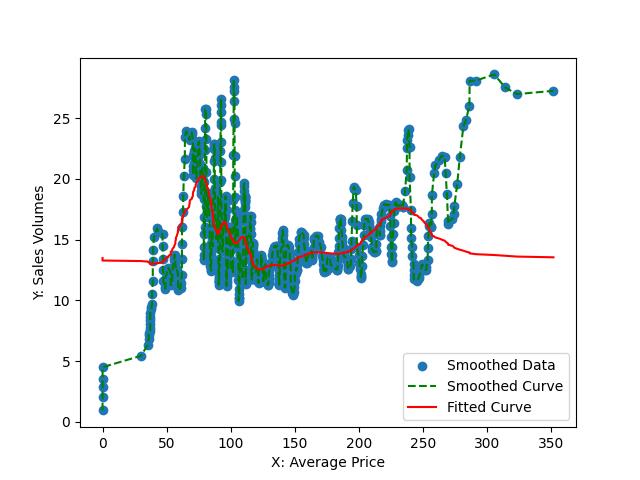 25
20
15
10
5
0
Y: Sales Volumes
Smoothed Data
Smoothed Curve
Fitted Curve
0 50 100 150 200 250 300 350
X: Average Price